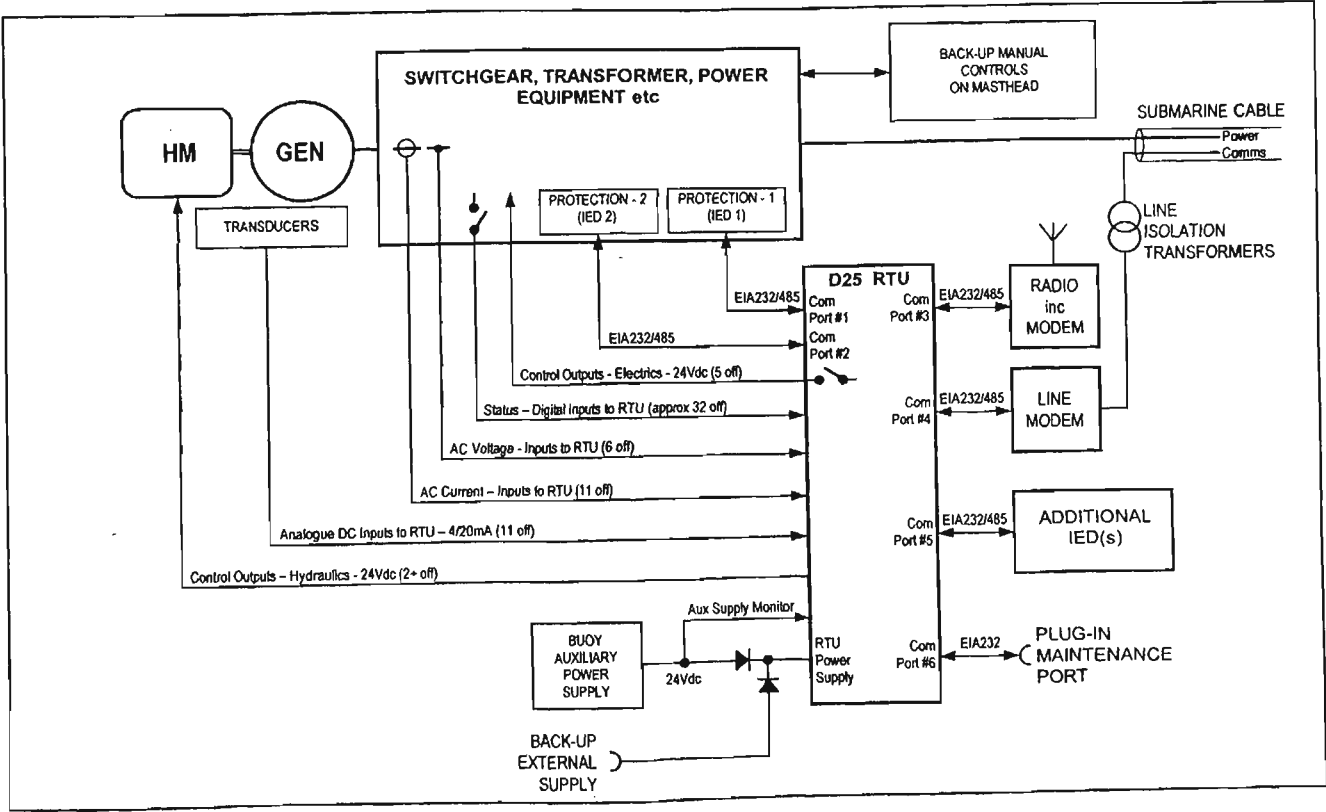 SWITCHGEAR, TRANSFORMER, POWER
EQUIPMENT etc
BACK-UP MANUAL
CONTROLS
ON MASTHEAD
SUBMARINE CABLE
Power
Comms
HM
GEN
TRANSDUCERS
PROTECTION - 2
(IED 2)
PROTECTION - 1
(IED 1)
LINE
ISOLATION
TRANSFORMERS
D25 RTU
EIA232/485
Com
Port #1
Com
Port #3
EIA232/485
RADIO
inc
MODEM
EIA232/485
Com
Port #2
Control Outputs - Electrics - 24Vdc (5 off)
Status – Digital Inputs to RTU (approx 32 off)
Com
Port #4
EIA232/485
LINE
MODEM
AC Voltage - Inputs to RTU (6 off)
AC Current – Inputs to RTU (11 off)
Analogue DC Inputs to RTU – 4/20mA (11 off)
Com
Port #5
EIA232/485
ADDITIONAL
IED(s)
Control Outputs – Hydraulics - 24Vdc (2+ off)
Aux Supply Monitor
BUOY
AUXILIARY
POWER
SUPPLY
24Vdc
RTU
Power
Supply
Com
Port #6
EIA232
PLUG-IN
MAINTENANCE
PORT
BACK-UP
EXTERNAL
SUPPLY